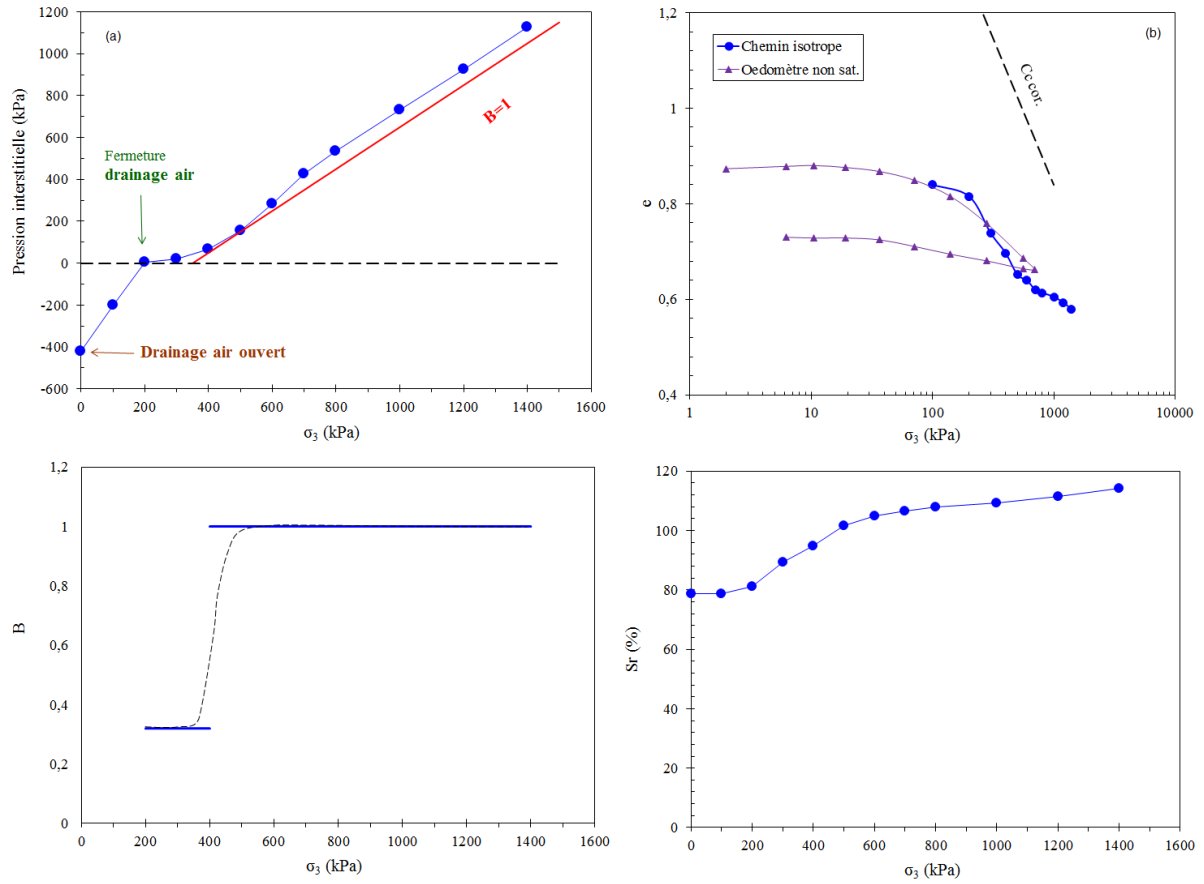 (a)
Pression interstitielle (kPa)
1200
1000
800
600
400
200
0
-200
-400
-600
Fermeture
drainage air
B=1
Drainage air ouvert
0 200 400 600 800 1000 1200 1400 1600
σ3 (kPa)
(b)
e
1,2
1
0,8
0,6
0,4
Chemin isotrope
Oedomètre non sat.
Cc cor.
1 10 100 1000 10000
σ3 (kPa)
B
1,2
1
0,8
0,6
0,4
0,2
0
0 200 400 600 800 1000 1200 1400 1600
σ3 (kPa)
Sr (%)
120
100
80
60
40
20
0
0 200 400 600 800 1000 1200 1400 1600
σ3 (kPa)